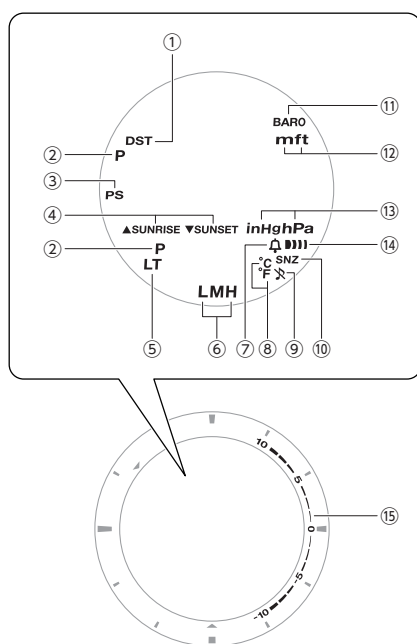 ①
DST
② P
③
PS
④
▲SUNRISE ▼SUNSET
② P
LT
⑤
LMH
⑥
⑪
BARO
mft
⑫
⑬
inHghPa
⑭
SNZ
°C
°F
⑦ ⑧ ⑨ ⑩
10
5
0
-5
-10
⑮